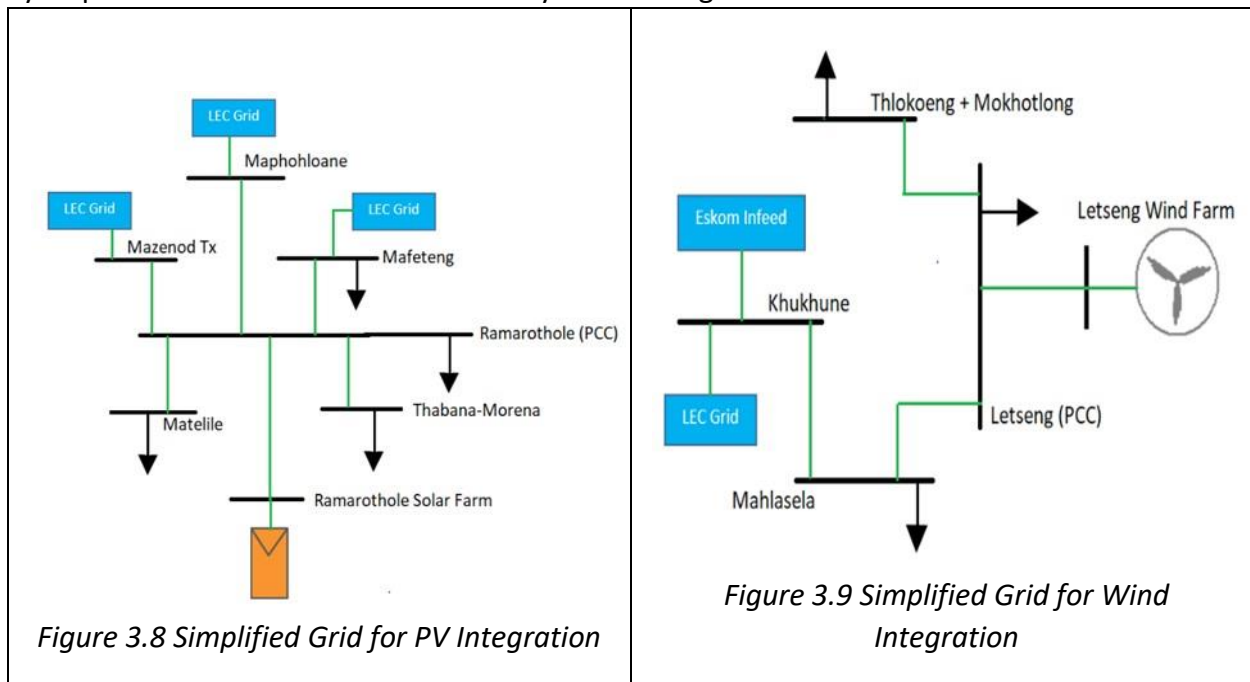 LEC Grid
Maphohloane
LEC Grid
LEC Grid
Mazenod Tx
Mafeteng
Ramarothole (PCC)
Thabana-Morena
Matelile
Ramarothole Solar Farm
Figure 3.8 Simplified Grid for PV Integration
Thlokoeng + Mokhotlong
Eskom Infeed
Letseng Wind Farm
Khukhune
LEC Grid
Letseng (PCC)
Mahlasela
Figure 3.9 Simplified Grid for Wind
Integration